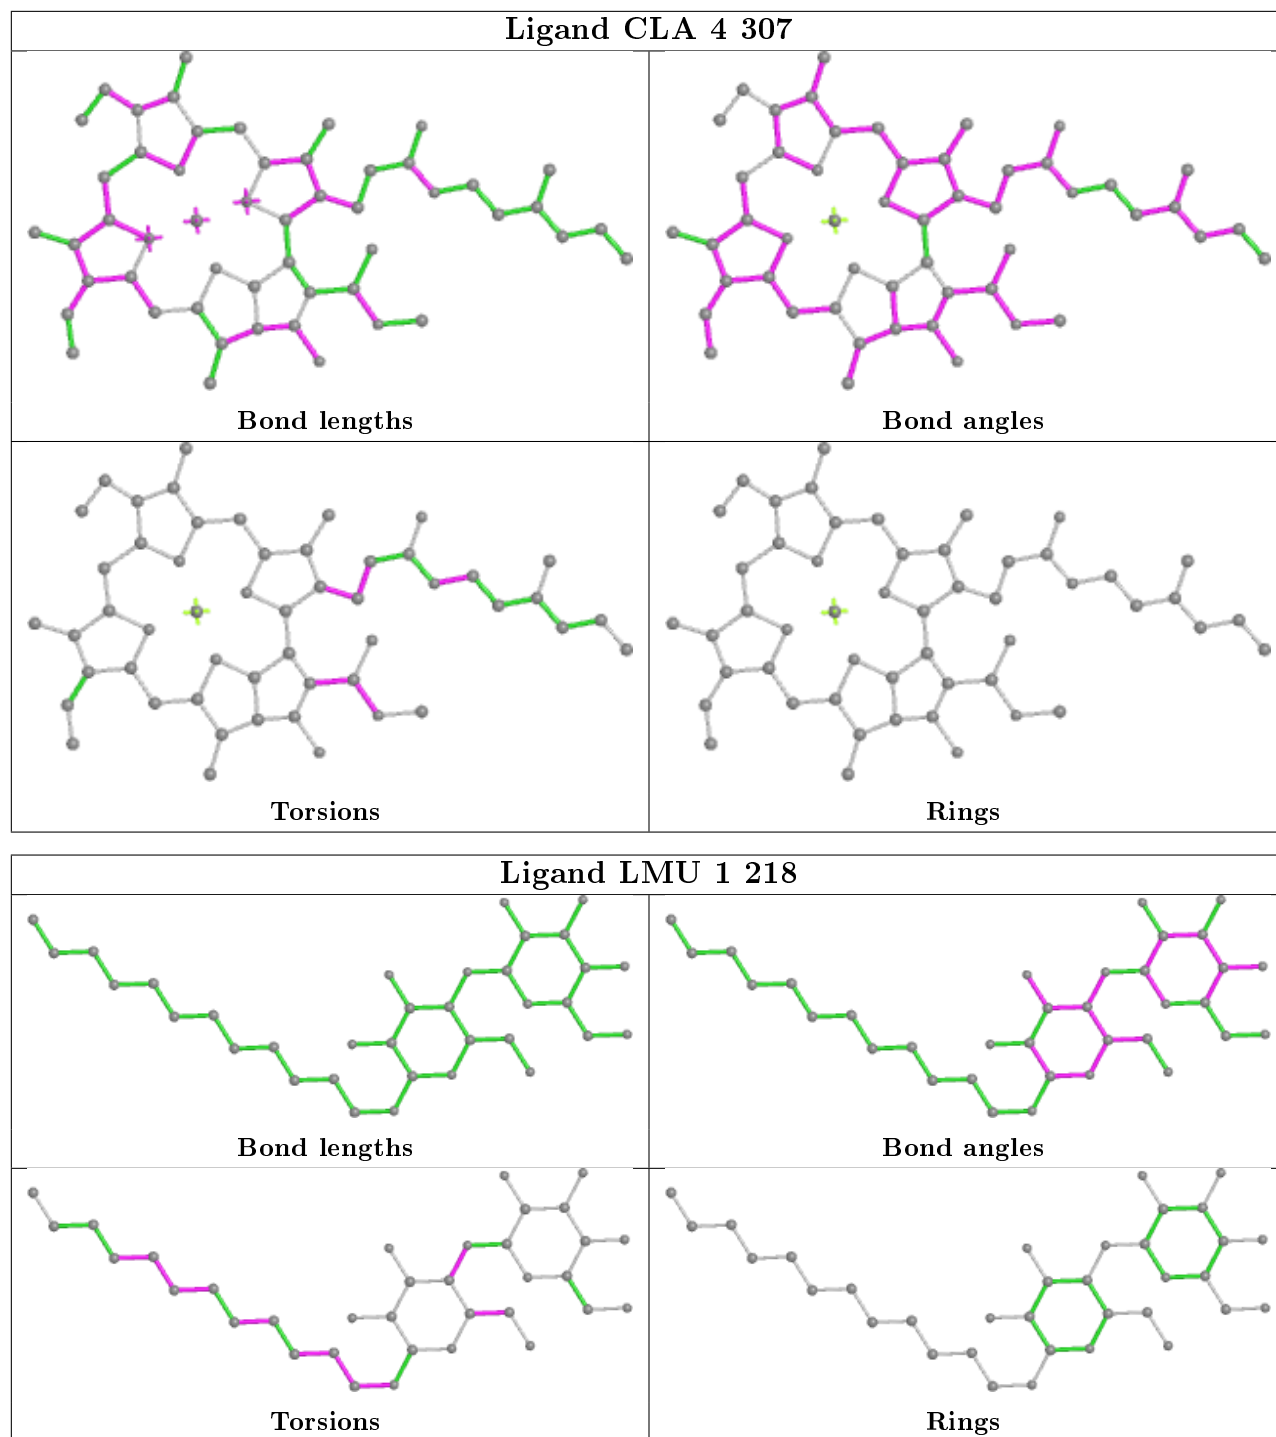 Ligand CLA 4 307
Bond lengths
Bond angles
Torsions
Rings
Ligand LMU 1 218
Bond lengths
Bond angles
Torsions
Rings